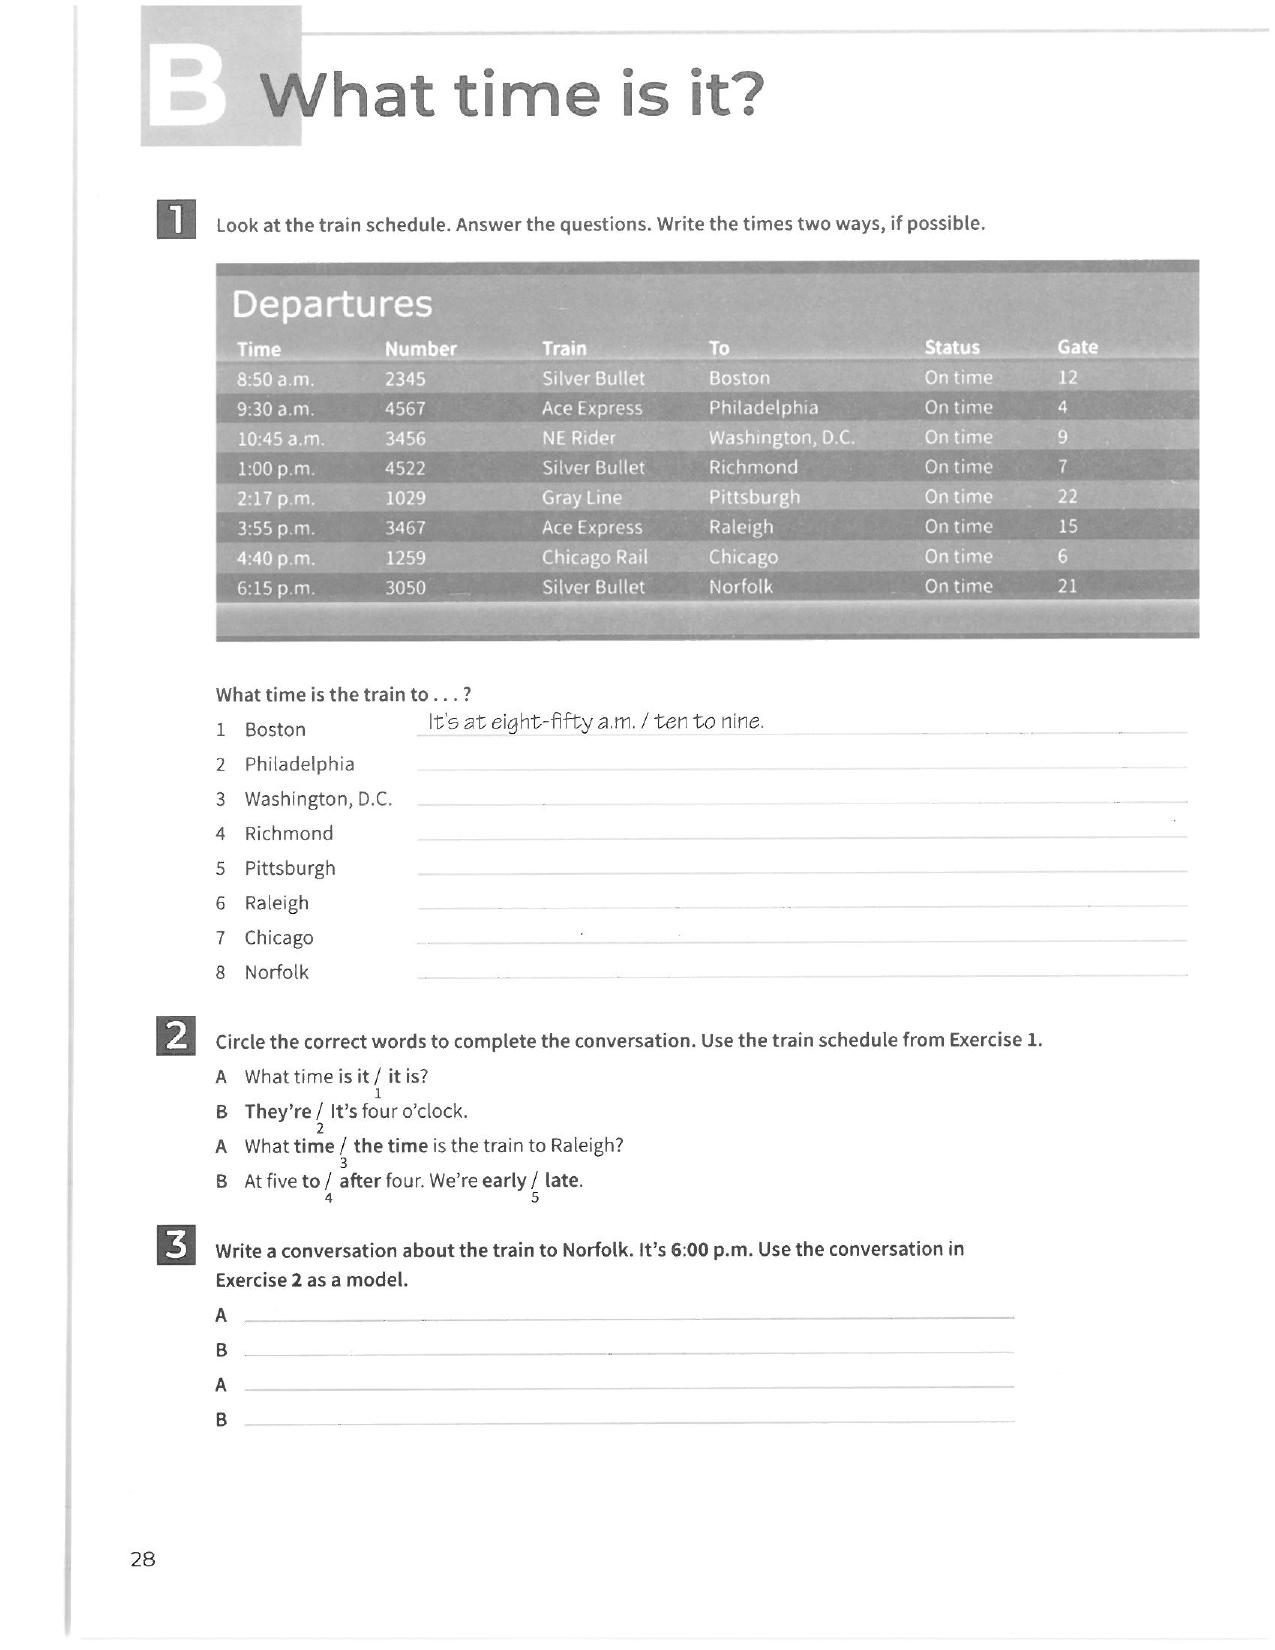 B What time is it?
1 Look at the train schedule. Answer the questions. Write the times two ways, if possible.
Departures
Time Number Train To Status Gate
8:50 a.m. 2345 Silver Bullet Boston On time 12
9:30 a.m. 4567 Ace Express Philadelphia On time 4
10:45 a.m. 3456 NE Rider Washington, D.C. On time 9
1:00 p.m. 4522 Silver Bullet Richmond On time 7
2:17 p.m. 1029 Gray Line Pittsburgh On time 22
3:55 p.m. 3467 Ace Express Raleigh On time 15
4:40 p.m. 1259 Chicago Rail Chicago On time 6
6:15 p.m. 3050 Silver Bullet Norfolk On time 21
What time is the train to . . . ?
1 Boston It's at eight-fifty a.m. / ten to nine.
2 Philadelphia
3 Washington, D.C.
4 Richmond
5 Pittsburgh
6 Raleigh
7 Chicago
8 Norfolk
2 Circle the correct words to complete the conversation. Use the train schedule from Exercise 1.
A What time is it / it is?
1
B They're / It's four o'clock.
2
A What time / the time is the train to Raleigh?
3
B At five to / after four. We're early / late.
4 5
3 Write a conversation about the train to Norfolk. It's 6:00 p.m. Use the conversation in
Exercise 2 as a model.
A
B
A
B
28